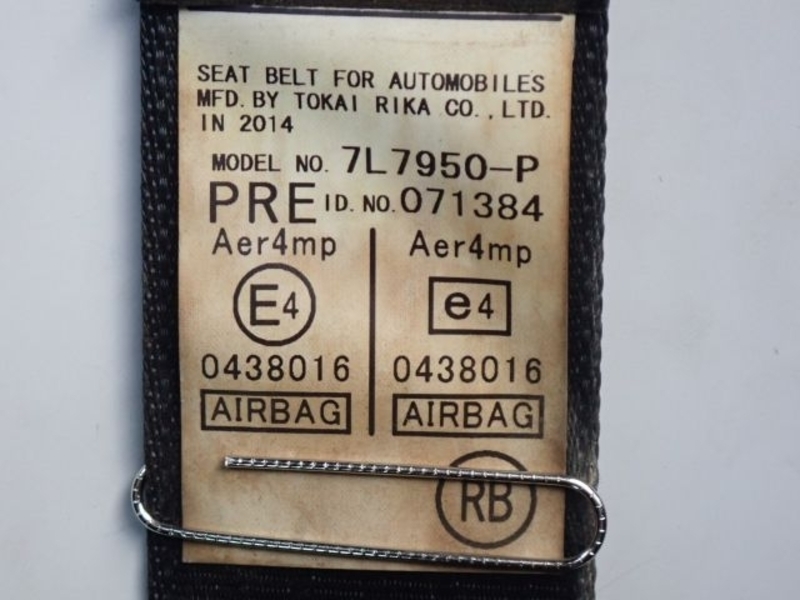 SEAT BELT FOR AUTOMOBILES
MFD. BY TOKAI RIKA CO., LTD.
IN 2014
MODEL NO. 7L7950-P
PRE ID. NO. 071384
Aer4mp Aer4mp
E4 e4
0438016 0438016
AIRBAG AIRBAG
RB